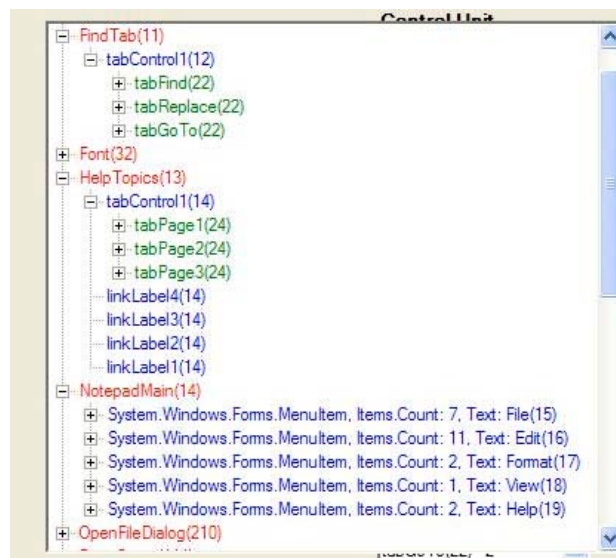 Control Unit
FindTab(11)
tabControl1(12)
tabFind(22)
tabReplace(22)
tabGoTo(22)
Font(32)
HelpTopics(13)
tabControl1(14)
tabPage1(24)
tabPage2(24)
tabPage3(24)
linkLabel4(14)
linkLabel3(14)
linkLabel2(14)
linkLabel1(14)
NotepadMain(14)
System.Windows.Forms.MenuItem, Items.Count: 7, Text: File(15)
System.Windows.Forms.MenuItem, Items.Count: 11, Text: Edit(16)
System.Windows.Forms.MenuItem, Items.Count: 2, Text: Format(17)
System.Windows.Forms.MenuItem, Items.Count: 1, Text: View(18)
System.Windows.Forms.MenuItem, Items.Count: 2, Text: Help(19)
OpenFileDialog(210)